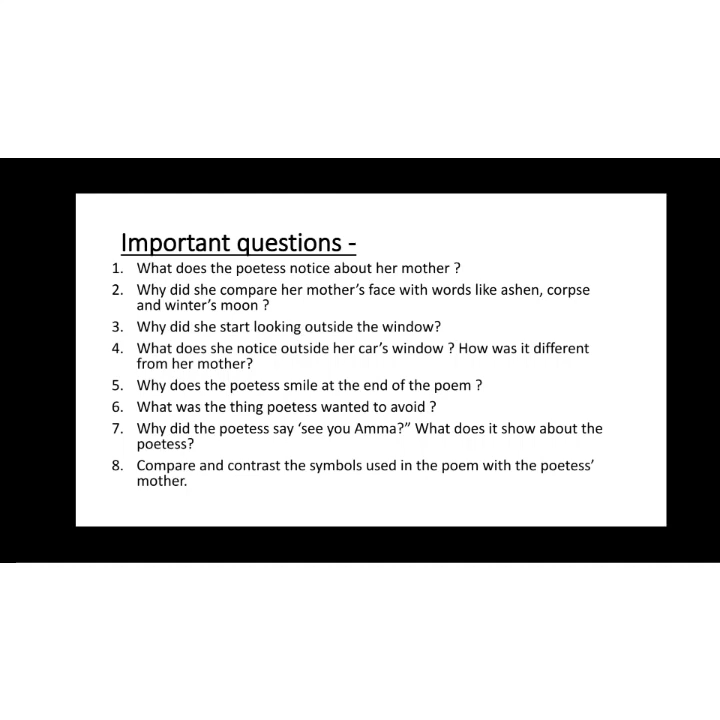 Important questions -
1. What does the poetess notice about her mother ?
2. Why did she compare her mother's face with words like ashen, corpse
and winter's moon ?
3. Why did she start looking outside the window?
4. What does she notice outside her car's window ? How was it different
from her mother?
5. Why does the poetess smile at the end of the poem ?
6. What was the thing poetess wanted to avoid ?
7. Why did the poetess say ‘see you Amma?” What does it show about the
poetess?
8. Compare and contrast the symbols used in the poem with the poetess’
mother.